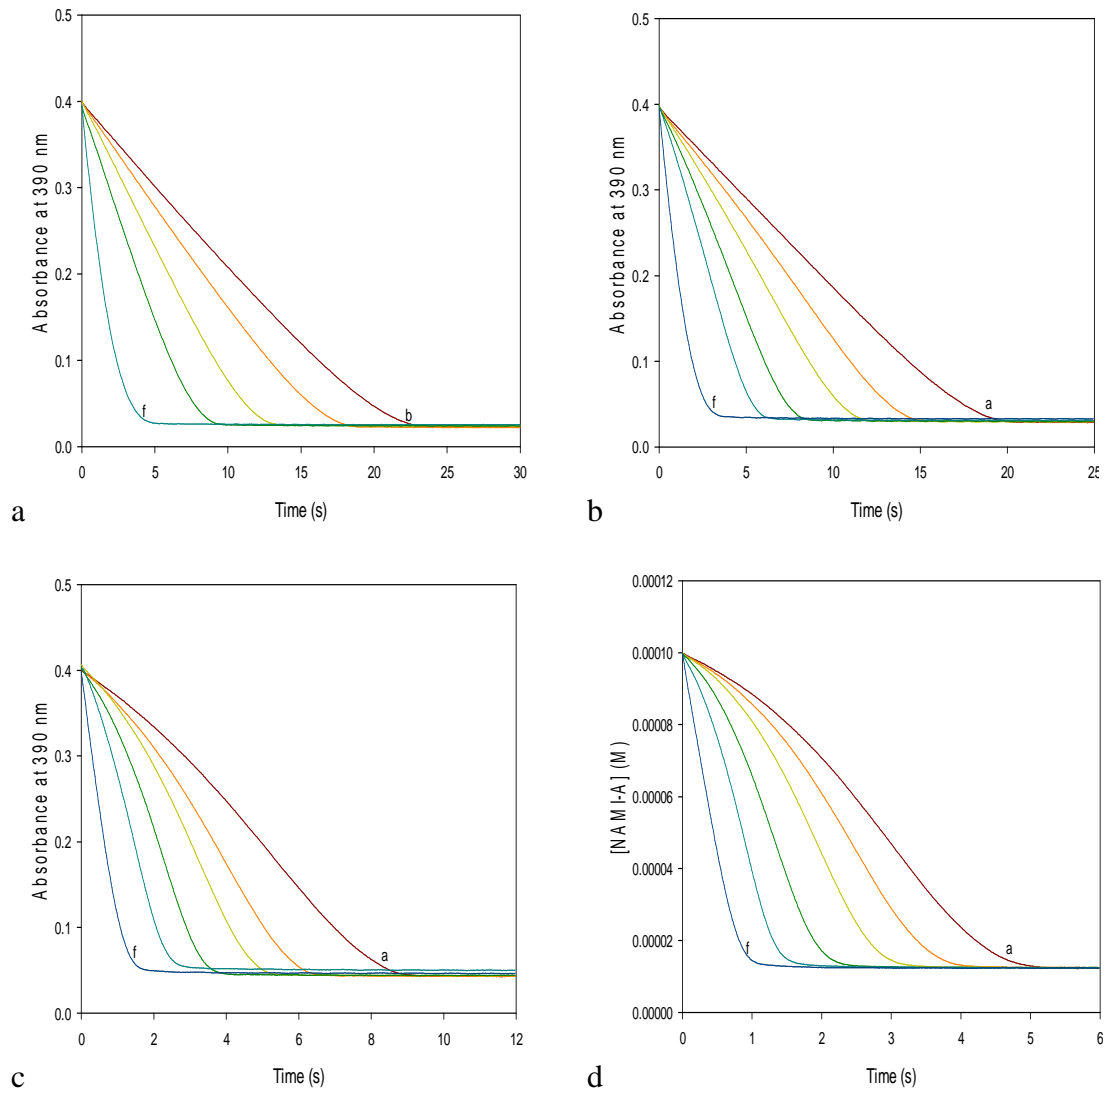 0.5
0.4
0.3
0.2
0.1
0.0
Absorbance at 390 nm
f
b
0 5 10 15 20 25 30
Time (s)
a
0.5
0.4
0.3
0.2
0.1
0.0
Absorbance at 390 nm
f
a
0 5 10 15 20 25
Time (s)
b
0.5
0.4
0.3
0.2
0.1
0.0
Absorbance at 390 nm
f
a
0 2 4 6 8 10 12
Time (s)
c
0.00012
0.00010
0.00008
0.00006
0.00004
0.00002
0.00000
[NAMI-A] (M)
f
a
0 1 2 3 4 5 6
Time (s)
d